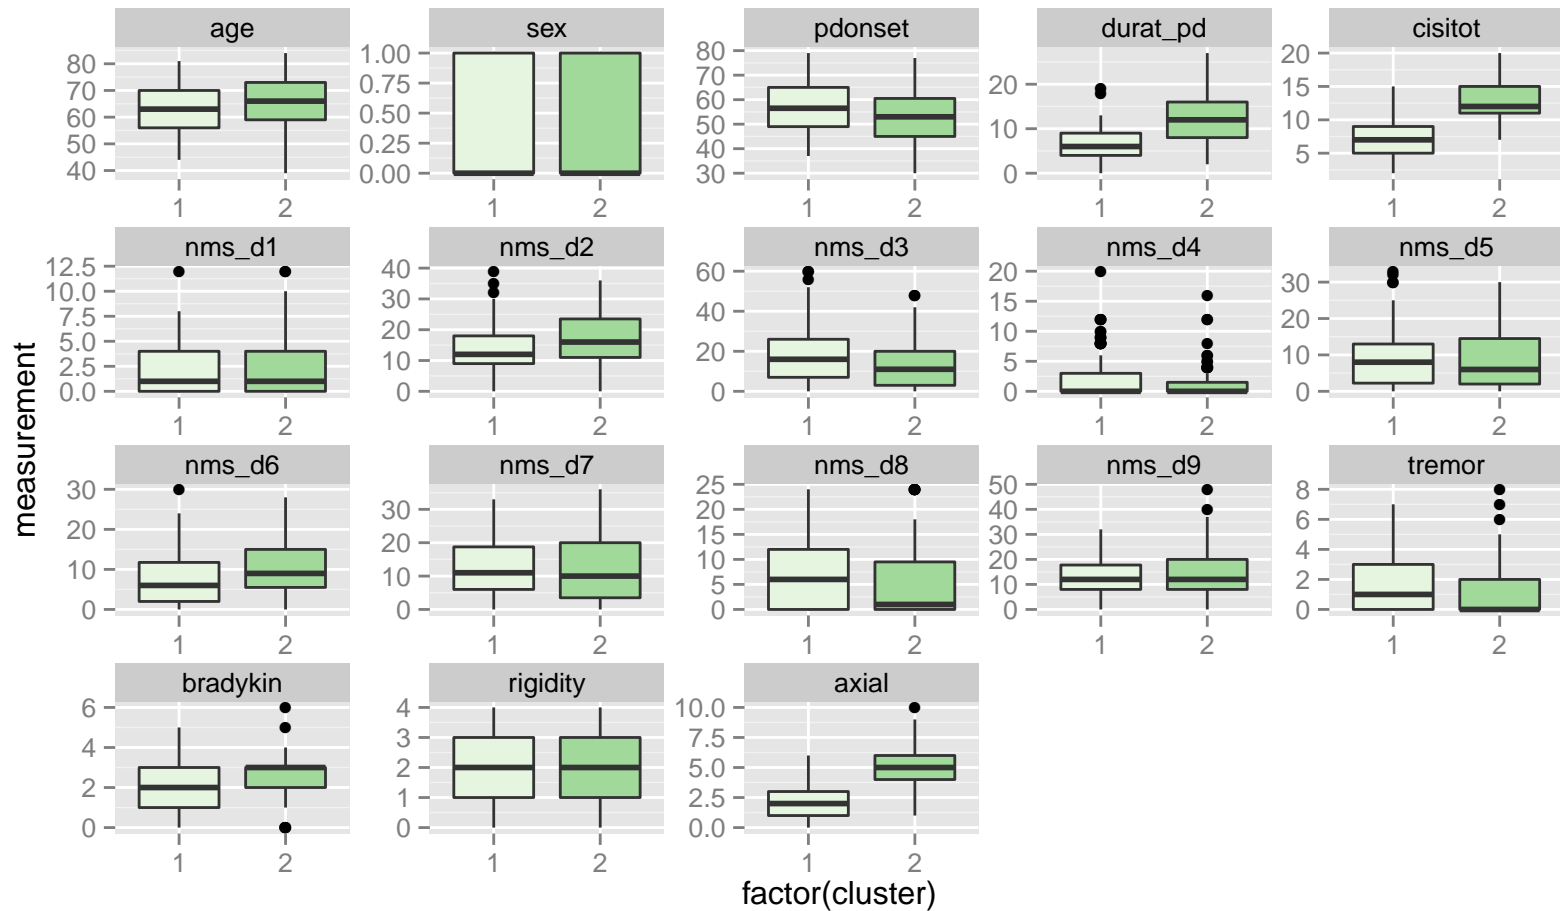 age sex pdonset durat_pd cisitot
80 70 60 50 40 1.00 0.75 0.50 0.25 0.00 80 70 60 50 40 30 20 10 0 20 15 10 5
1 2 1 2 1 2 1 2 1 2
nms_d1 nms_d2 nms_d3 nms_d4 nms_d5
12.5 10.0 7.5 5.0 2.5 0.0 40 30 20 10 0 60 40 20 0 20 15 10 5 0 30 20 10 0
1 2 1 2 1 2 1 2 1 2
measurement
nms_d6 nms_d7 nms_d8 nms_d9 tremor
30 20 10 0 30 20 10 0 25 20 15 10 5 0 50 40 30 20 10 0 8 6 4 2 0
1 2 1 2 1 2 1 2 1 2
bradykin rigidity axial
6 4 2 0 4 3 2 1 0 10.0 7.5 5.0 2.5 0.0
1 2 1 2 1 2
factor(cluster)